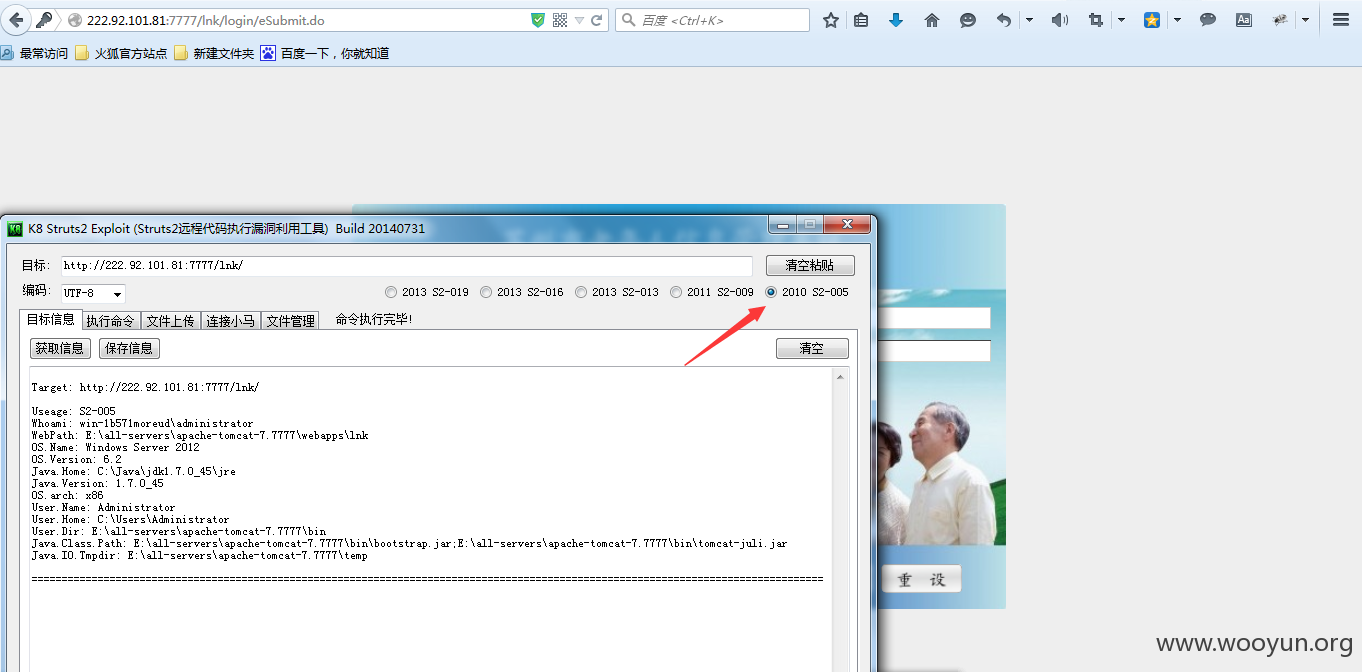 222.92.101.81:7777/lnk/login/eSubmit.do
百度 <Ctrl+K>
最常访问 火狐官方站点 新建文件夹 百度一下，你就知道
K8 Struts2 Exploit (Struts2远程代码执行漏洞利用工具) Build 20140731
目标: http://222.92.101.81:7777/lnk/ 清空粘贴
编码: UTF-8 2013 S2-019 2013 S2-016 2013 S2-013 2011 S2-009 2010 S2-005
目标信息 执行命令 文件上传 连接小马 文件管理 命令执行完毕!
获取信息 保存信息 清空
Target: http://222.92.101.81:7777/lnk/
Useage: S2-005
Whoami: win-1b571moreud\administrator
WebPath: E:\all-servers\apache-tomcat-7.7777\webapps\lnk
OS.Name: Windows Server 2012
OS.Version: 6.2
Java.Home: C:\Java\jdk1.7.0_45\jre
Java.Version: 1.7.0_45
OS.arch: x86
User.Name: Administrator
User.Home: C:\Users\Administrator
User.Dir: E:\all-servers\apache-tomcat-7.7777\bin
Java.Class.Path: E:\all-servers\apache-tomcat-7.7777\bin\bootstrap.jar;E:\all-servers\apache-tomcat-7.7777\bin\tomcat-juli.jar
Java.IO.Tmpdir: E:\all-servers\apache-tomcat-7.7777\temp
重 设
www.wooyun.org